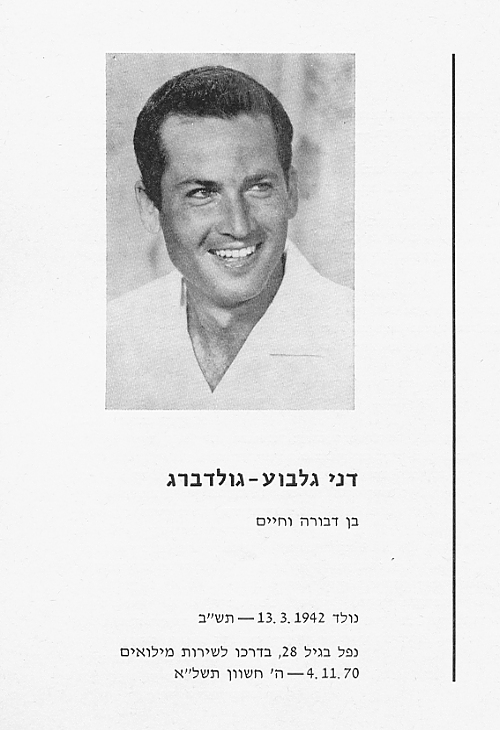 דני גלבוע-גולדברג
בן דבורה וחיים
נולד 13.3.1942 — תש״ב
נפל בגיל 28, בדרכו לשירות מילואים
4.11.70 — ה׳ חשוון תשל״א